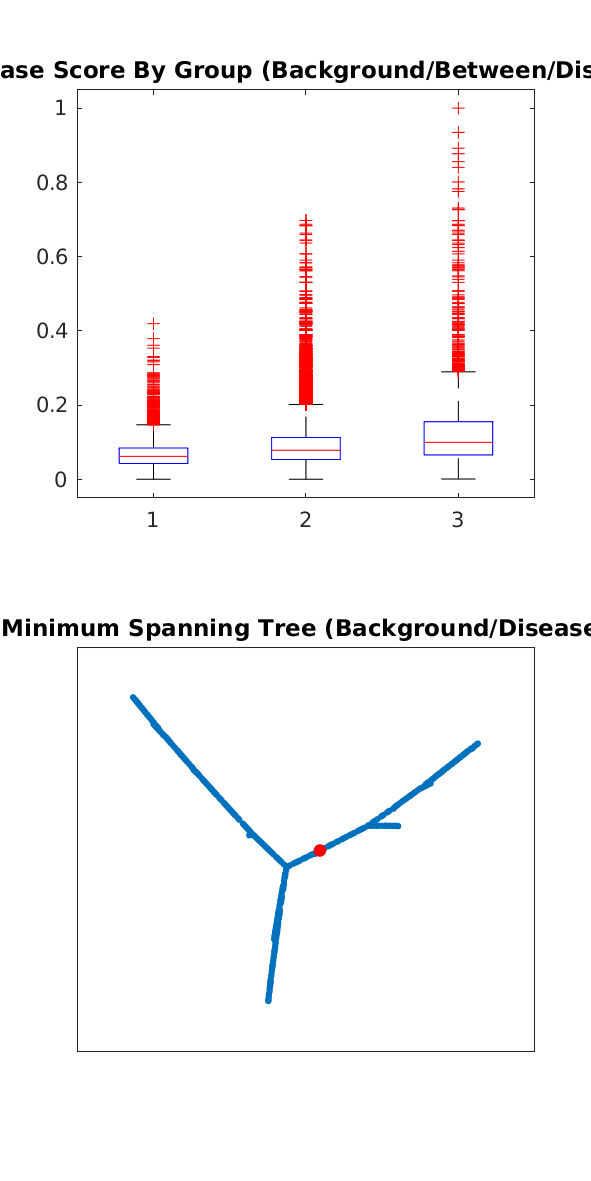 ase Score By Group (Background/Between/Dis
1
0.8
0.6
0.4
0.2
0
1 2 3
Minimum Spanning Tree (Background/Disease